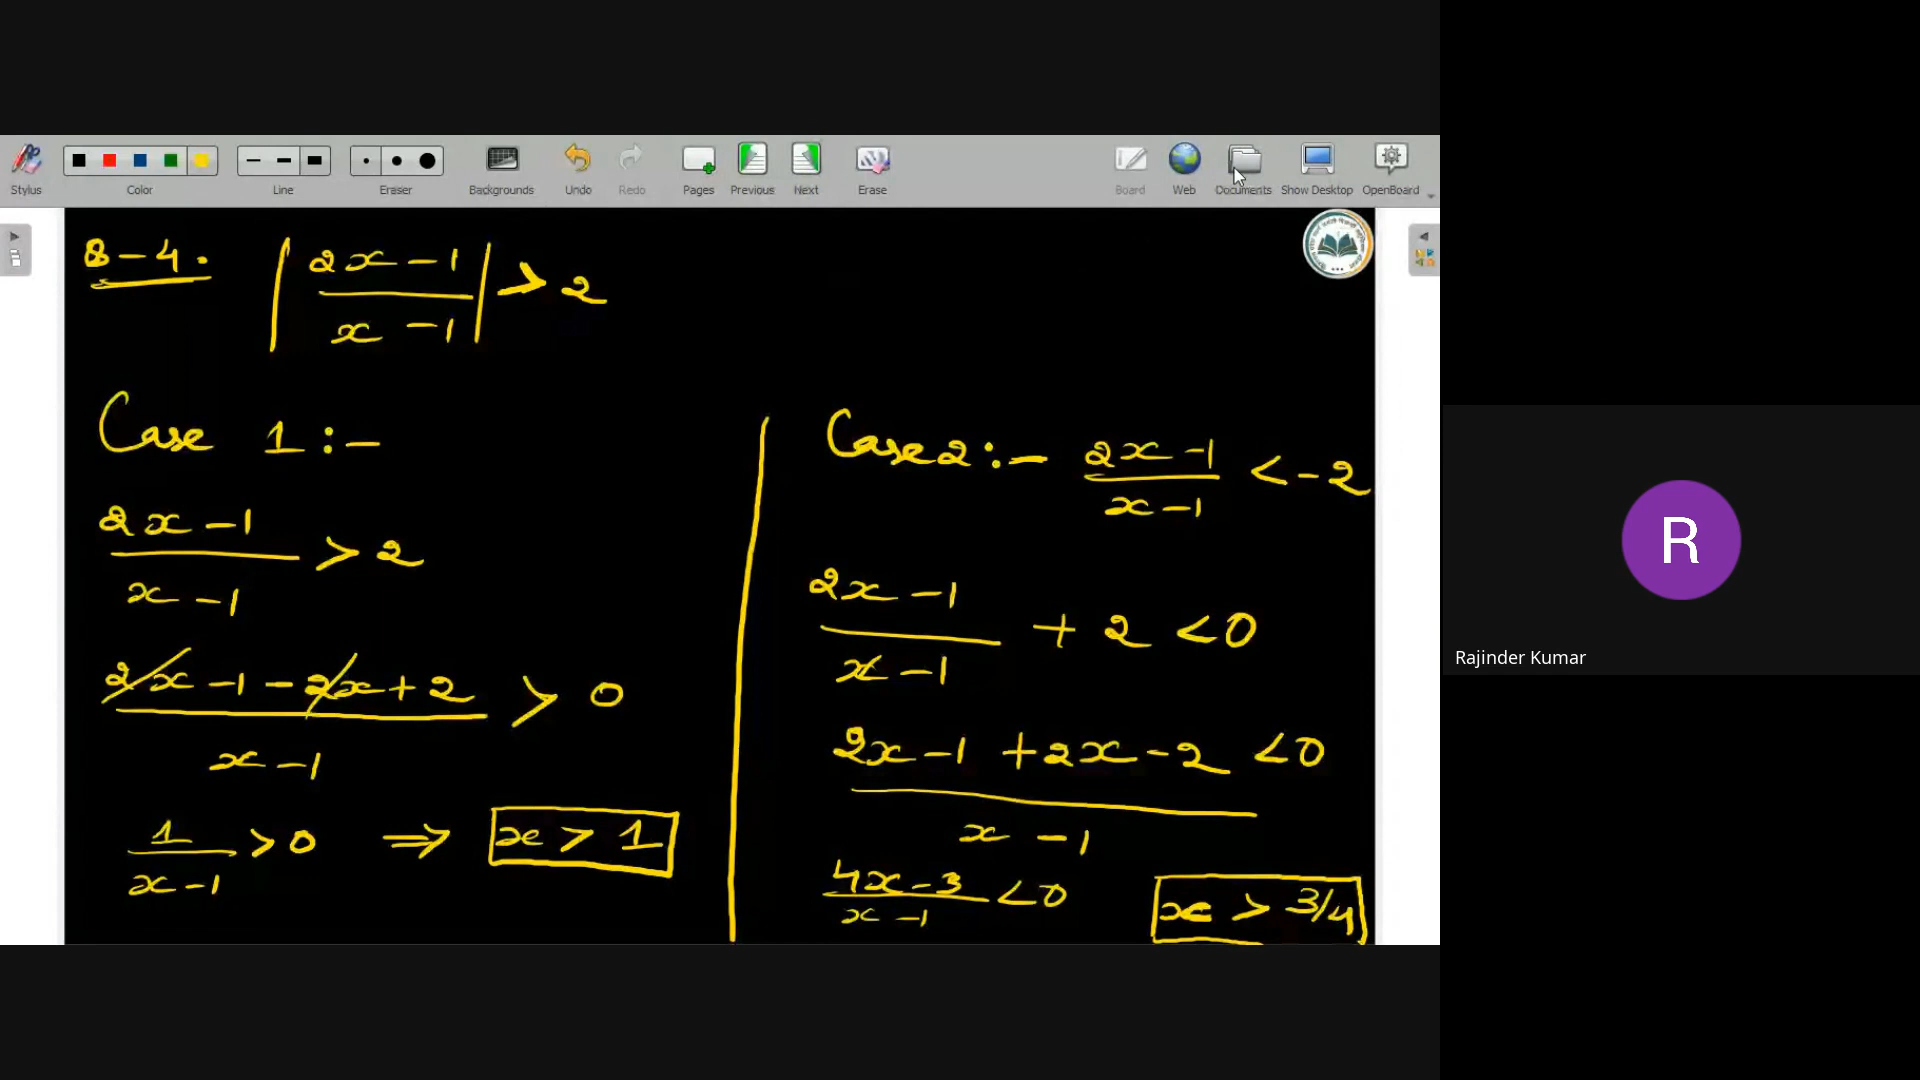 Stylus
Color
Line
Eraser
Backgrounds
Undo
Redo
Pages
Previous
Next
Erase
Board
Web
Documents
Show Desktop
OpenBoard
Q-4. |(2x-1)/(x-1)| > 2
Case 1:-
(2x-1)/(x-1) > 2
(2x-1-2x+2)/(x-1) > 0
1/(x-1) > 0 ⇒ x > 1
Case 2:- (2x-1)/(x-1) < -2
(2x-1)/(x-1) + 2 < 0
(2x-1+2x-2)/(x-1) < 0
(4x-3)/(x-1) < 0 x > 3/4
R
Rajinder Kumar